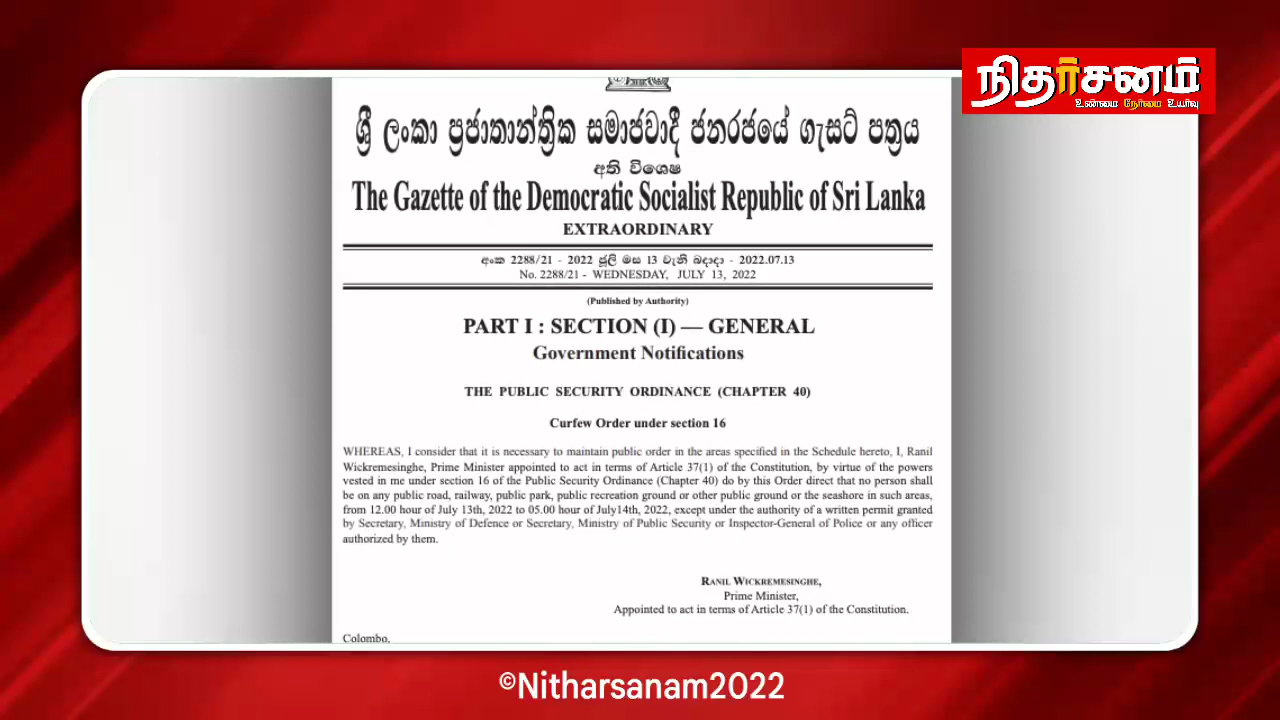 நிதர்சனம்
உண்மை நேர்மை உயர்வு
ශ්‍රී ලංකා ප්‍රජාතාන්ත්‍රික සමාජවාදී ජනරජයේ ගැසට් පත්‍රය
අති විශෙෂ
The Gazette of the Democratic Socialist Republic of Sri Lanka
EXTRAORDINARY
අංක 2288/21 - 2022 ජූලි මස 13 වැනි බදාදා - 2022.07.13
No. 2288/21 - WEDNESDAY, JULY 13, 2022
(Published by Authority)
PART I : SECTION (I) — GENERAL
Government Notifications
THE PUBLIC SECURITY ORDINANCE (CHAPTER 40)
Curfew Order under section 16
WHEREAS, I consider that it is necessary to maintain public order in the areas specified in the Schedule hereto, I, Ranil
Wickremesinghe, Prime Minister appointed to act in terms of Article 37(1) of the Constitution, by virtue of the powers
vested in me under section 16 of the Public Security Ordinance (Chapter 40) do by this Order direct that no person shall
be on any public road, railway, public park, public recreation ground or other public ground or the seashore in such areas,
from 12.00 hour of July 13th, 2022 to 05.00 hour of July14th, 2022, except under the authority of a written permit granted
by Secretary, Ministry of Defence or Secretary, Ministry of Public Security or Inspector-General of Police or any officer
authorized by them.
RANIL WICKREMESINGHE,
Prime Minister,
Appointed to act in terms of Article 37(1) of the Constitution.
Colombo,
©Nitharsanam2022